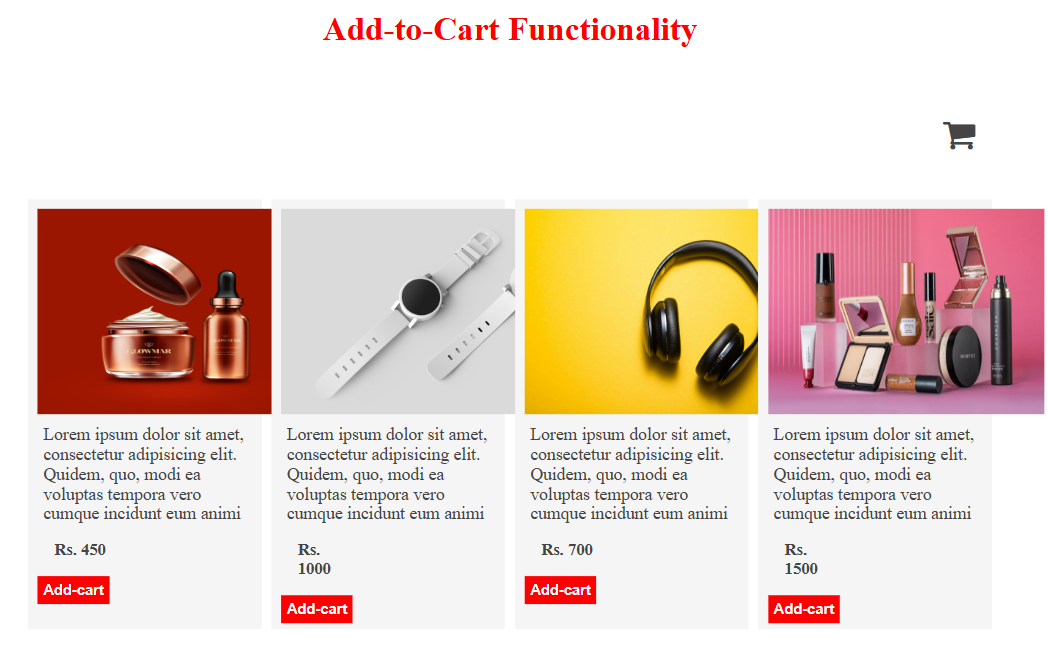 Add-to-Cart Functionality
GLOWMAR
Lorem ipsum dolor sit amet,
consectetur adipisicing elit.
Quidem, quo, modi ea
voluptas tempora vero
cumque incidunt eum animi
Rs. 450
Add-cart
Lorem ipsum dolor sit amet,
consectetur adipisicing elit.
Quidem, quo, modi ea
voluptas tempora vero
cumque incidunt eum animi
Rs.
1000
Add-cart
Lorem ipsum dolor sit amet,
consectetur adipisicing elit.
Quidem, quo, modi ea
voluptas tempora vero
cumque incidunt eum animi
Rs. 700
Add-cart
saie
Lorem ipsum dolor sit amet,
consectetur adipisicing elit.
Quidem, quo, modi ea
voluptas tempora vero
cumque incidunt eum animi
Rs.
1500
Add-cart